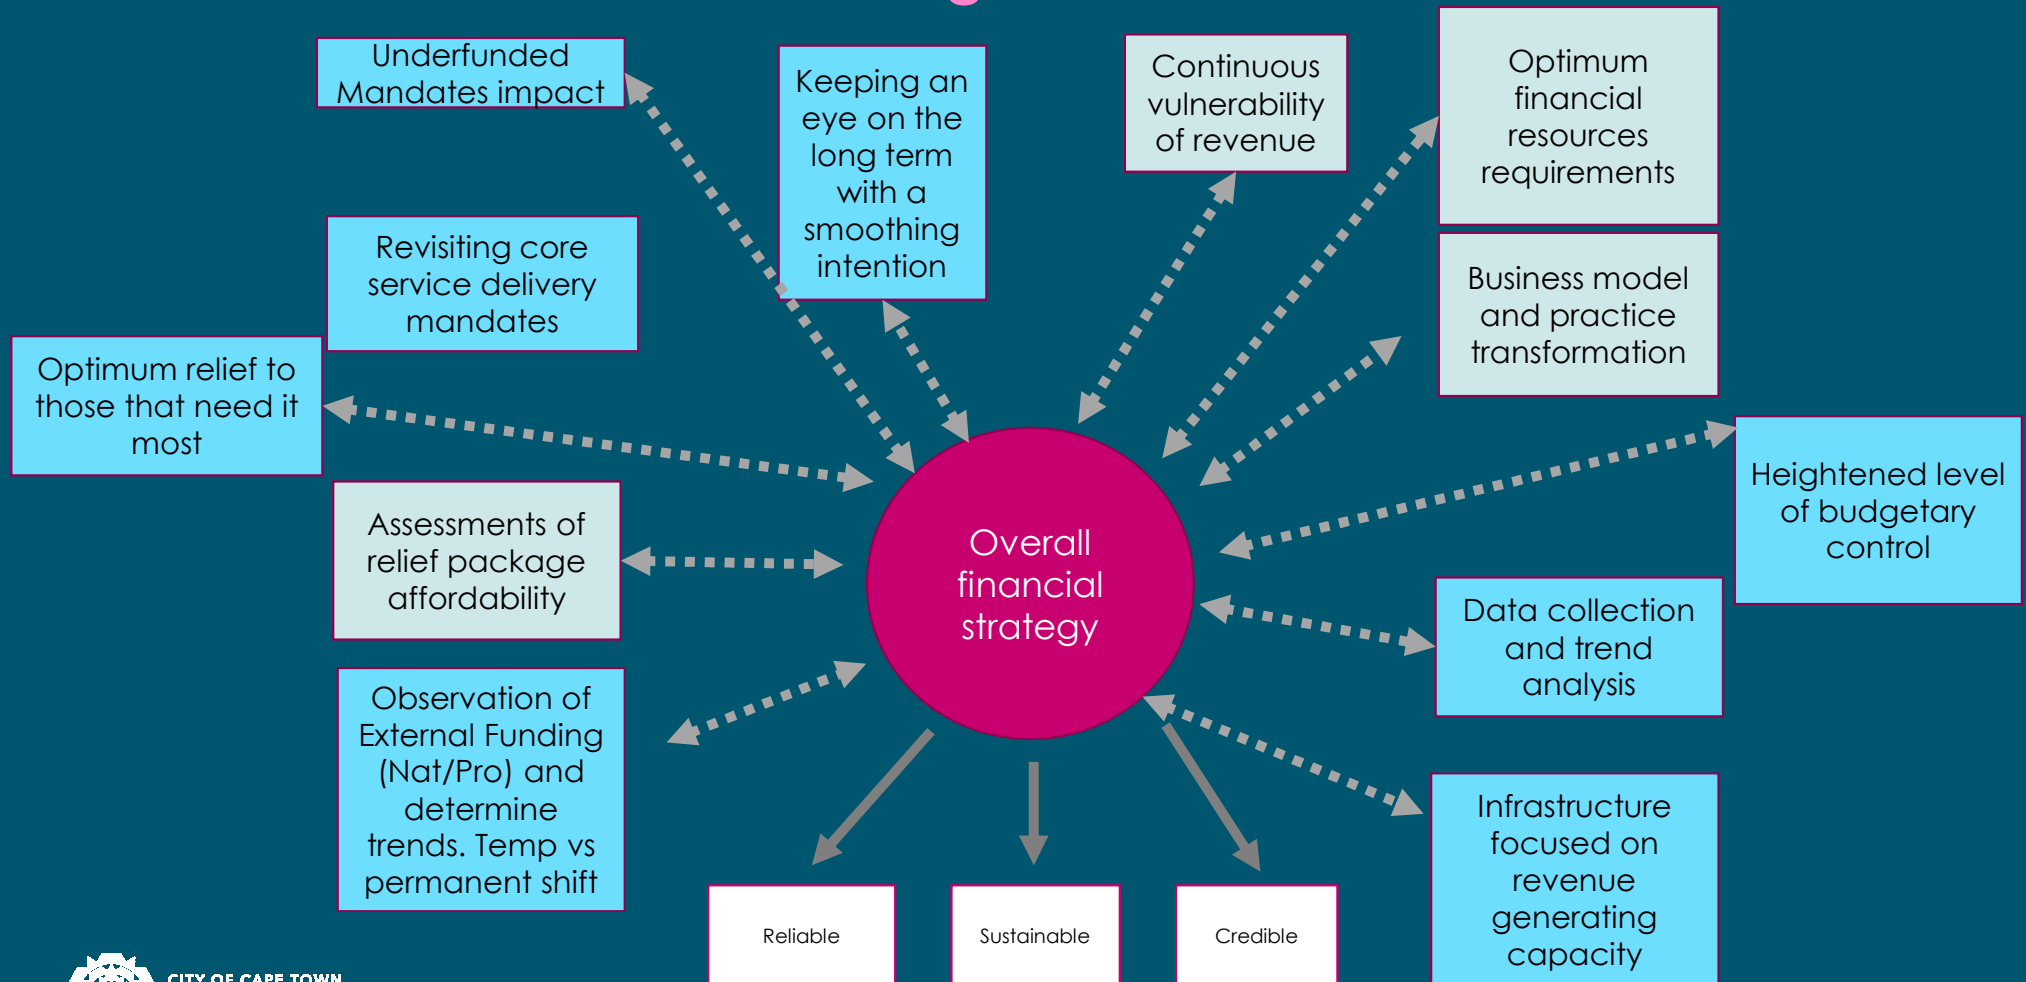 Underfunded
Mandates impact
Keeping an
eye on the
long term
with a
smoothing
intention
Continuous
vulnerability
of revenue
Optimum
financial
resources
requirements
Revisiting core
service delivery
mandates
Business model
and practice
transformation
Optimum relief to
those that need it
most
Heightened level
of budgetary
control
Assessments of
relief package
affordability
Overall
financial
strategy
Data collection
and trend
analysis
Observation of
External Funding
(Nat/Pro) and
determine
trends. Temp vs
permanent shift
Infrastructure
focused on
revenue
generating
capacity
Reliable
Sustainable
Credible
CITY OF CAPE TOWN